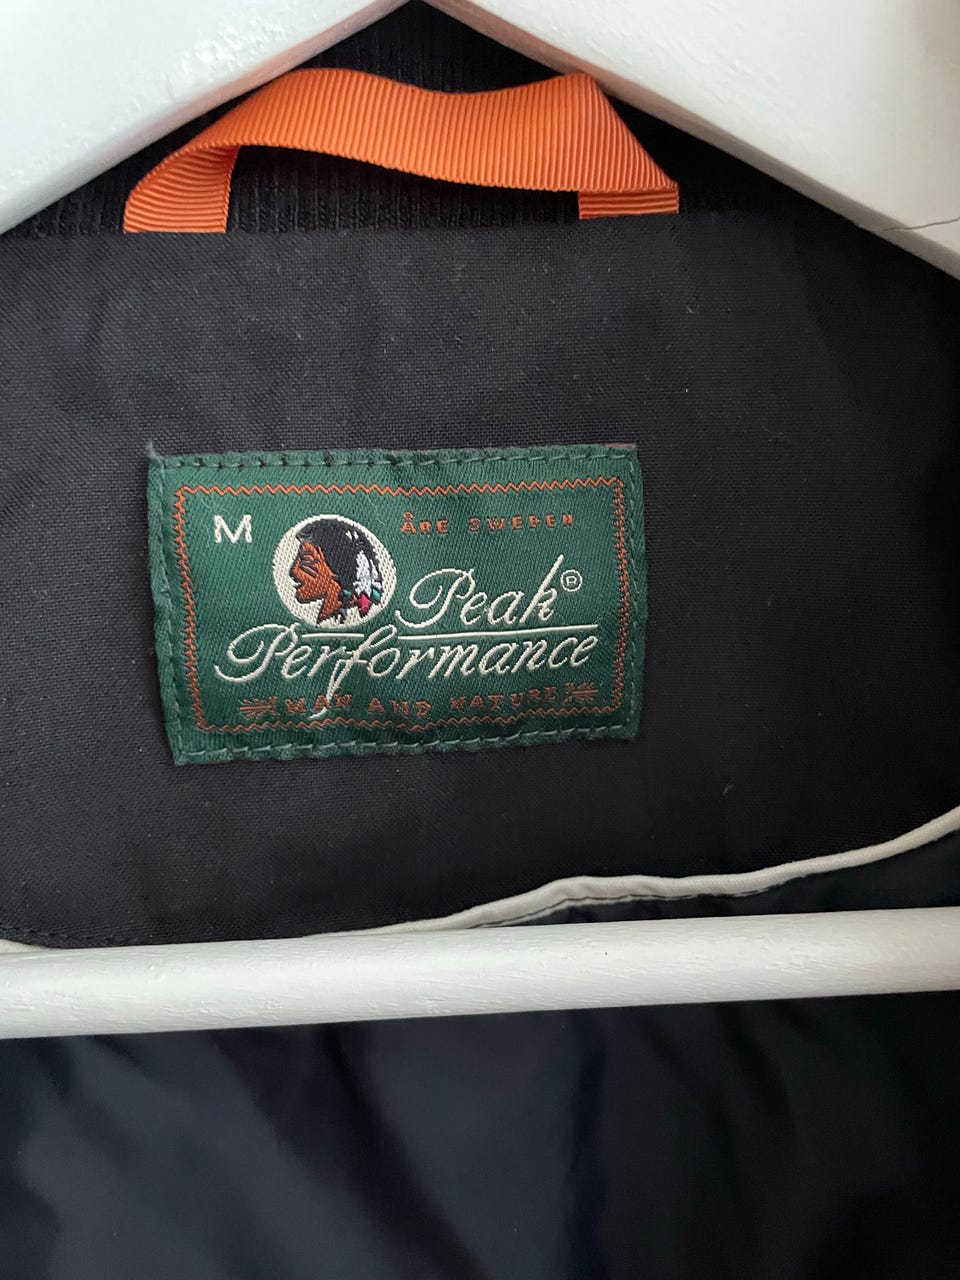 M
ÅRE SWEDEN
Peak®
Performance
MAN AND NATURE